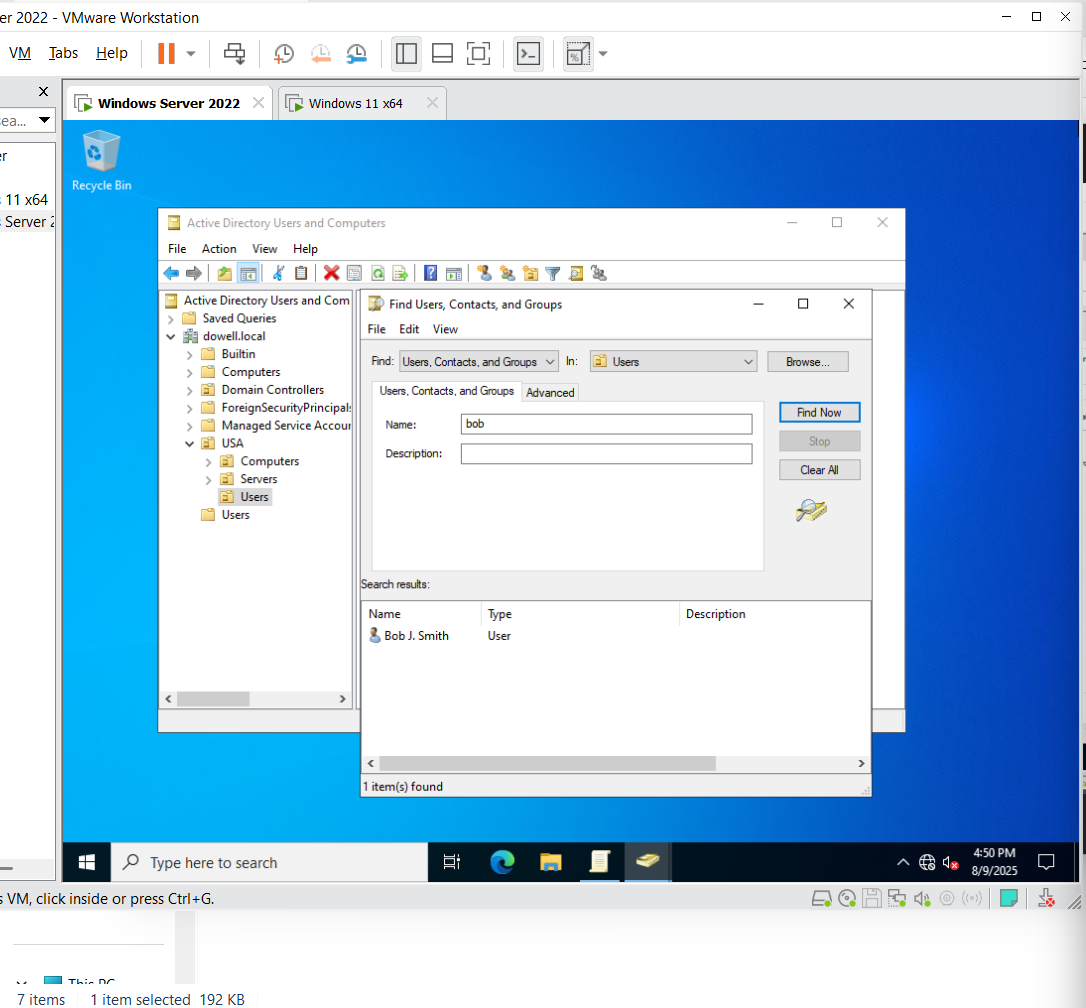 er 2022 - VMware Workstation
VM Tabs Help
Windows Server 2022
Windows 11 x64
ea...
er
11 x64
Server 2
Recycle Bin
Active Directory Users and Computers
File Action View Help
Active Directory Users and Com
Saved Queries
dowell.local
Builtin
Computers
Domain Controllers
ForeignSecurityPrincipals
Managed Service Accour
USA
Computers
Servers
Users
Users
Find Users, Contacts, and Groups
File Edit View
Find: Users, Contacts, and Groups In: Users Browse...
Users, Contacts, and Groups Advanced
Name: bob
Description:
Find Now
Stop
Clear All
Search results:
Name Type Description
Bob J. Smith User
1 item(s) found
Type here to search
4:50 PM
8/9/2025
s VM, click inside or press Ctrl+G.
This PC
7 items 1 item selected 192 KB